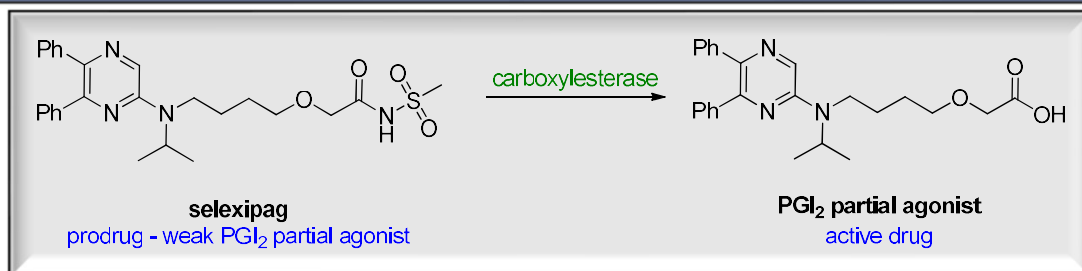 Ph
N
Ph
N
N
O
O
N
H
O
S
O
selexipag
prodrug - weak PGI₂ partial agonist
carboxylesterase
Ph
N
Ph
N
N
O
O
OH
PGI₂ partial agonist
active drug